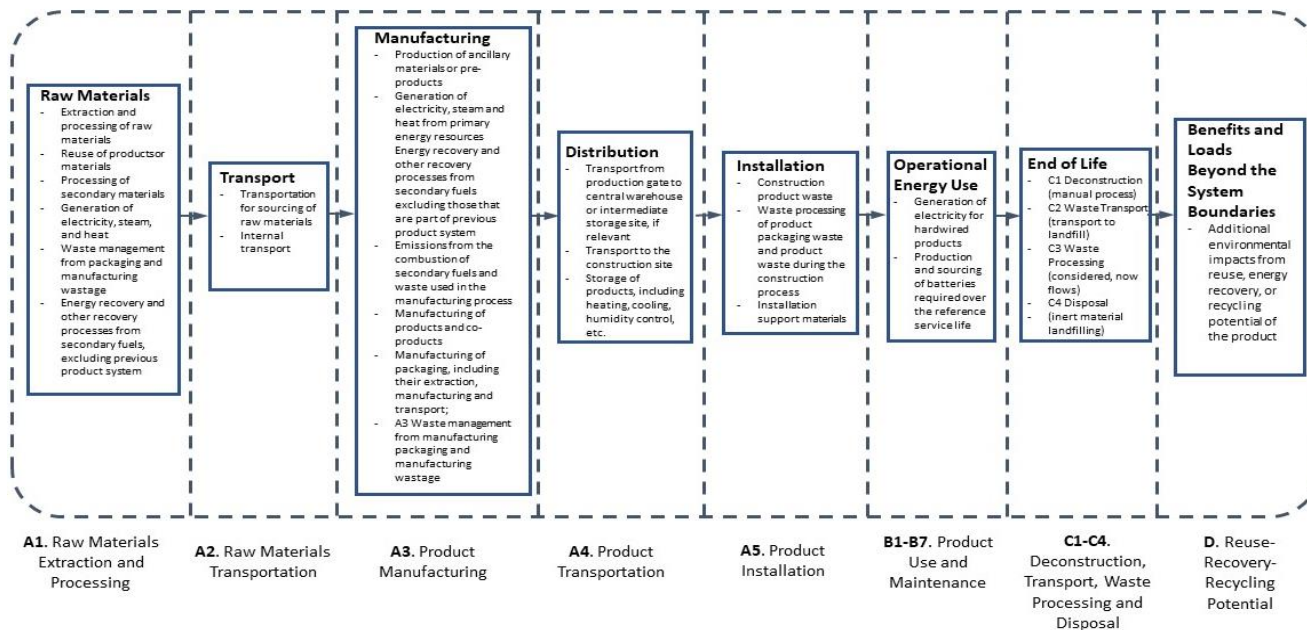 Raw Materials
- Extraction and
processing of raw
materials
- Reuse of productsor
materials
- Processing of
secondary materials
- Generation of
electricity, steam,
and heat
- Waste management
from packaging and
manufacturing
wastage
- Energy recovery and
other recovery
processes from
secondary fuels,
excluding previous
product system
Transport
- Transportation
for sourcing of
raw materials
- Internal
transport
Manufacturing
- Production of ancillary
materials or pre-
products
- Generation of
electricity, steam and
heat from primary
energy resources
Energy recovery and
other recovery
processes from
secondary fuels
excluding those that
are part of previous
product system
- Emissions from the
combustion of
secondary fuels and
waste used in the
manufacturing process
- Manufacturing of
products and co-
products
- Manufacturing of
packaging, including
their extraction,
manufacturing and
transport;
- A3 Waste management
from manufacturing
packaging and
manufacturing
wastage
Distribution
- Transport from
production gate to
central warehouse
or intermediate
storage site, if
relevant
- Transport to the
construction site
- Storage of
products, including
heating, cooling,
humidity control,
etc.
Installation
- Construction
product waste
- Waste processing
of product
packaging waste
and product
waste during the
construction
process
- Installation
support materials
Operational
Energy Use
- Generation of
electricity for
hardwired
products
- Production
and sourcing
of batteries
required over
the reference
service life
End of Life
- C1 Deconstruction
(manual process)
- C2 Waste Transport
(transport to
landfill)
- C3 Waste
Processing
(considered, now
flows)
- C4 Disposal
- (inert material
landfilling)
Benefits and
Loads
Beyond the
System
Boundaries
- Additional
environmental
impacts from
reuse, energy
recovery, or
recycling
potential of
the product
A1. Raw Materials
Extraction and
Processing
A2. Raw Materials
Transportation
A3. Product
Manufacturing
A4. Product
Transportation
A5. Product
Installation
B1-B7. Product
Use and
Maintenance
C1-C4.
Deconstruction,
Transport, Waste
Processing and
Disposal
D. Reuse-
Recovery-
Recycling
Potential